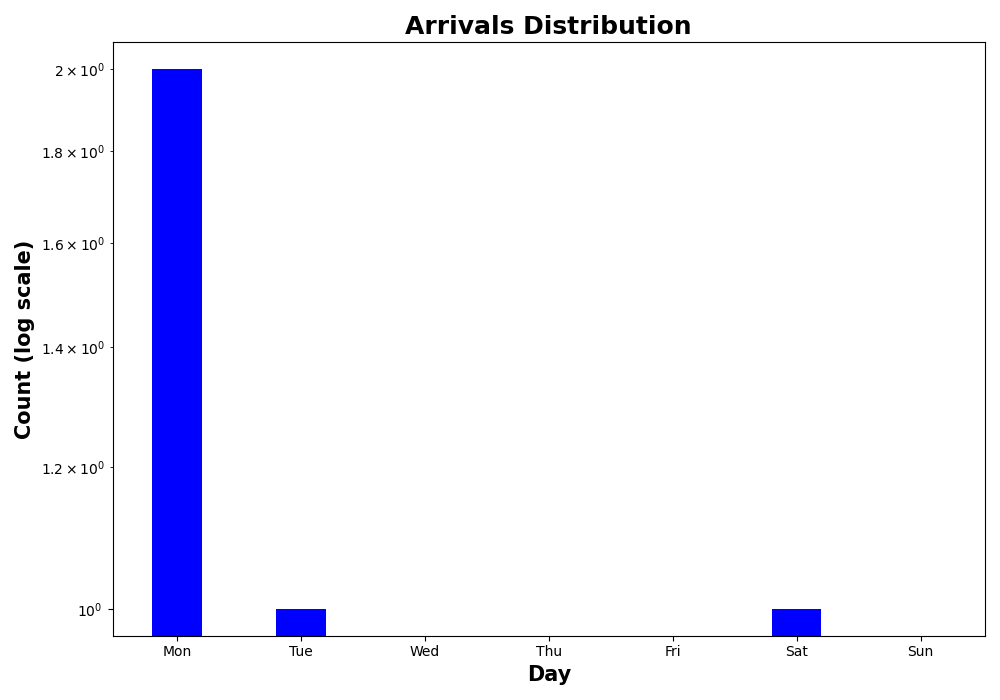 Arrivals Distribution
Count (log scale)
2 × 10⁰
1.8 × 10⁰
1.6 × 10⁰
1.4 × 10⁰
1.2 × 10⁰
10⁰
Mon Tue Wed Thu Fri Sat Sun
Day